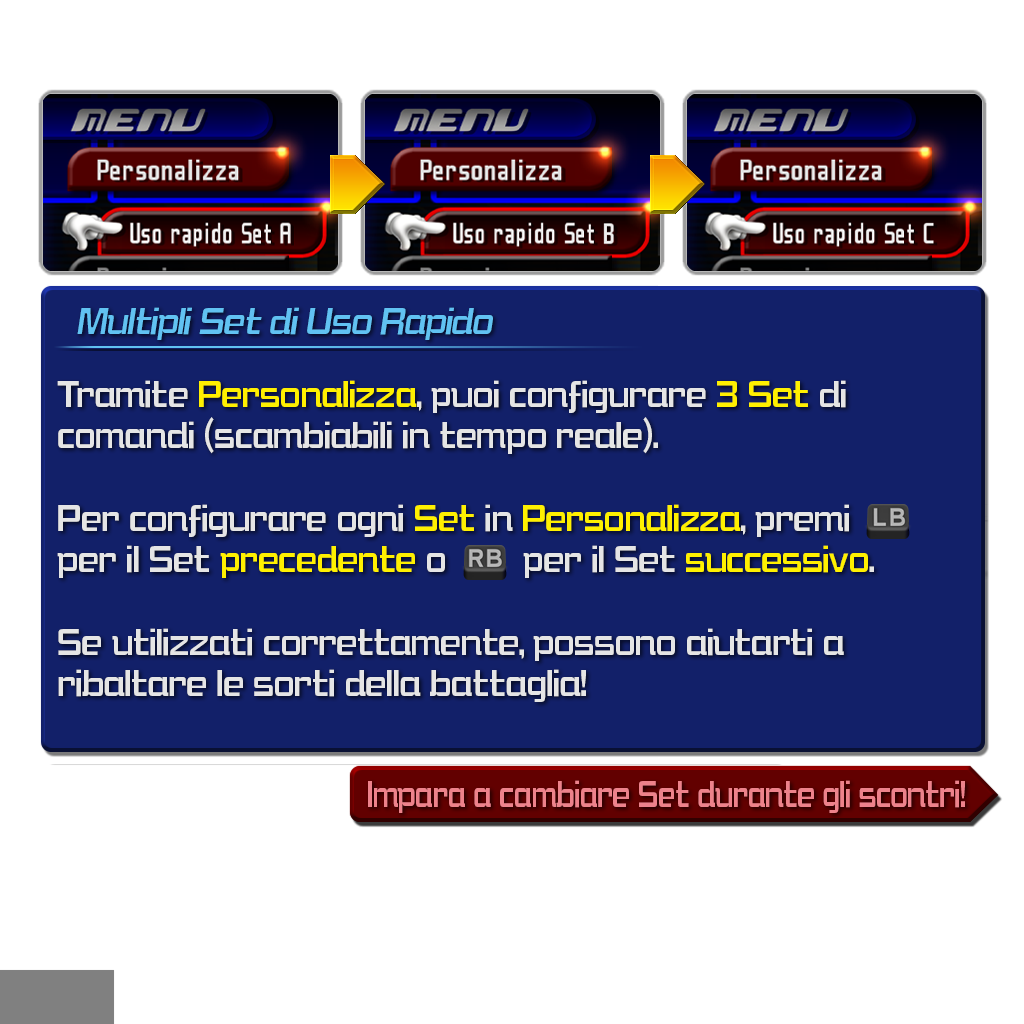 MENU
Personalizza
Uso rapido Set A
MENU
Personalizza
Uso rapido Set B
MENU
Personalizza
Uso rapido Set C
Multipli Set di Uso Rapido
Tramite Personalizza, puoi configurare 3 Set di
comandi (scambiabili in tempo reale).
Per configurare ogni Set in Personalizza, premi LB
per il Set precedente o RB per il Set successivo.
Se utilizzati correttamente, possono aiutarti a
ribaltare le sorti della battaglia!
Impara a cambiare Set durante gli scontri!